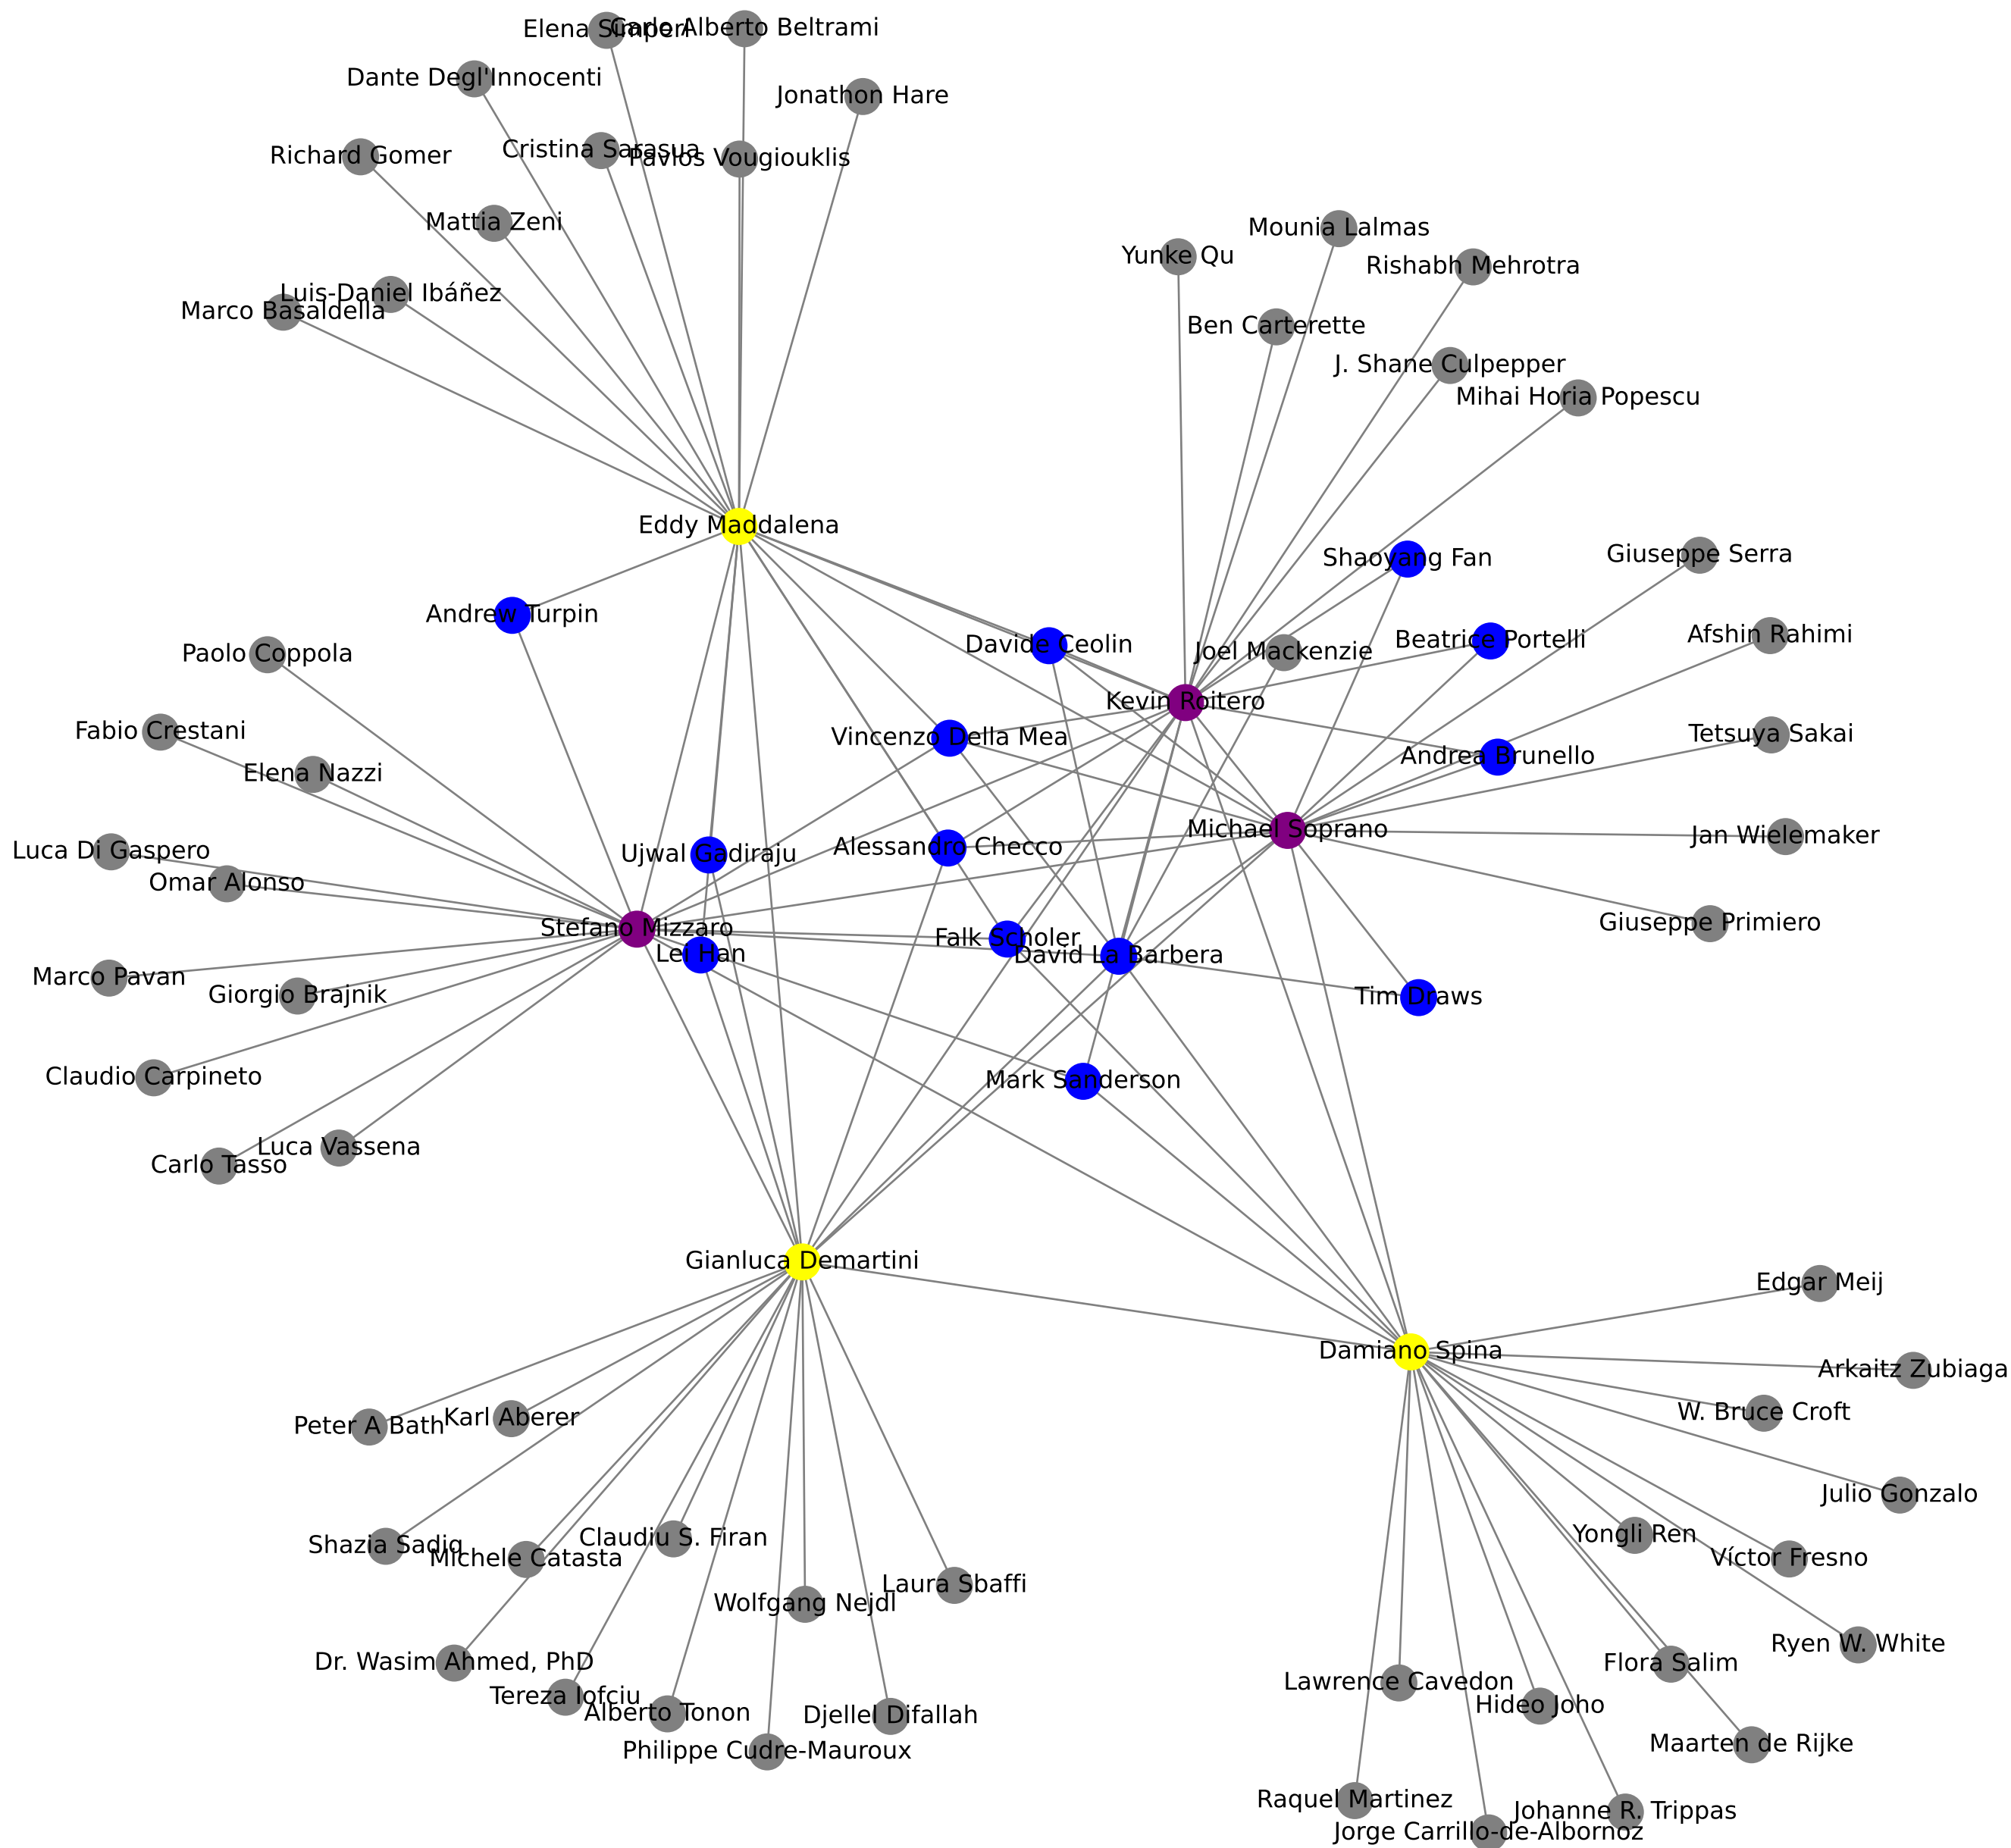 Elena Simperl
Carlo Alberto Beltrami
Dante Degl'Innocenti
Jonathon Hare
Richard Gomer
Cristina Sarasua
Pavlos Vougiouklis
Mattia Zeni
Mounia Lalmas
Yunke Qu
Rishabh Mehrotra
Luis-Daniel Ibáñez
Marco Basaldella
Ben Carterette
J. Shane Culpepper
Mihai Horia Popescu
Eddy Maddalena
Shaoyang Fan
Giuseppe Serra
Andrew Turpin
Davide Ceolin
Joel Mackenzie
Beatrice Portelli
Afshin Rahimi
Paolo Coppola
Kevin Roitero
Fabio Crestani
Vincenzo Della Mea
Tetsuya Sakai
Andrea Brunello
Elena Nazzi
Michael Soprano
Jan Wielemaker
Luca Di Gaspero
Ujwal Gadiraju
Alessandro Checco
Omar Alonso
Giuseppe Primiero
Stefano Mizzaro
Falk Scholer
Lei Han
David La Barbera
Marco Pavan
Giorgio Brajnik
Tim Draws
Claudio Carpineto
Mark Sanderson
Luca Vassena
Carlo Tasso
Gianluca Demartini
Edgar Meij
Damiano Spina
Arkaitz Zubiaga
W. Bruce Croft
Peter A Bath
Karl Aberer
Julio Gonzalo
Yongli Ren
Claudiu S. Firan
Shazia Sadiq
Michele Catasta
Víctor Fresno
Laura Sbaffi
Wolfgang Nejdl
Ryen W. White
Dr. Wasim Ahmed, PhD
Flora Salim
Lawrence Cavedon
Tereza Iofciu
Hideo Joho
Alberto Tonon
Djellel Difallah
Maarten de Rijke
Philippe Cudre-Mauroux
Raquel Martinez
Johanne R. Trippas
Jorge Carrillo-de-Albornoz